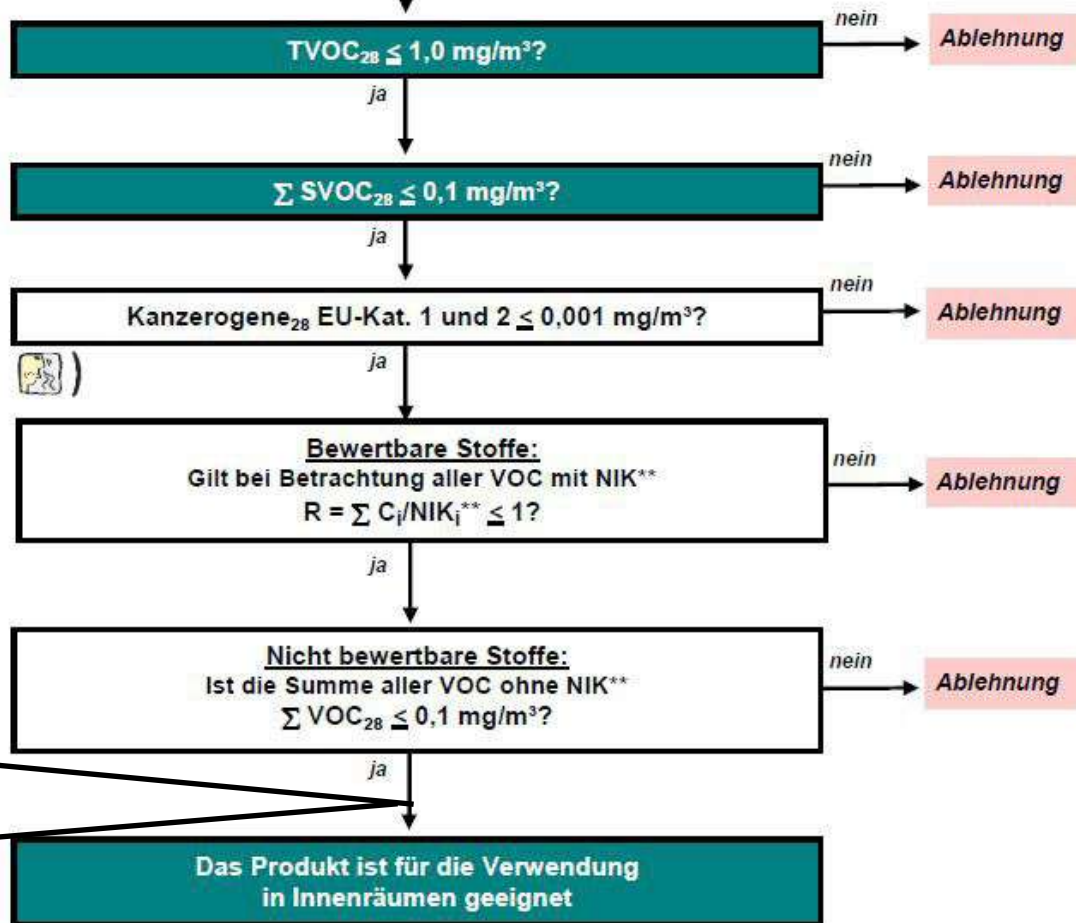 nein
TVOC₂₈ ≤ 1,0 mg/m³?
Ablehnung
ja
nein
Σ SVOC₂₈ ≤ 0,1 mg/m³?
Ablehnung
ja
nein
Kanzerogene₂₈ EU-Kat. 1 und 2 ≤ 0,001 mg/m³?
Ablehnung
)
ja
Bewertbare Stoffe:
Gilt bei Betrachtung aller VOC mit NIK**
R = Σ Cᵢ/NIKᵢ** ≤ 1?
nein
Ablehnung
ja
Nicht bewertbare Stoffe:
Ist die Summe aller VOC ohne NIK**
Σ VOC₂₈ ≤ 0,1 mg/m³?
nein
Ablehnung
ja
Das Produkt ist für die Verwendung
in Innenräumen geeignet